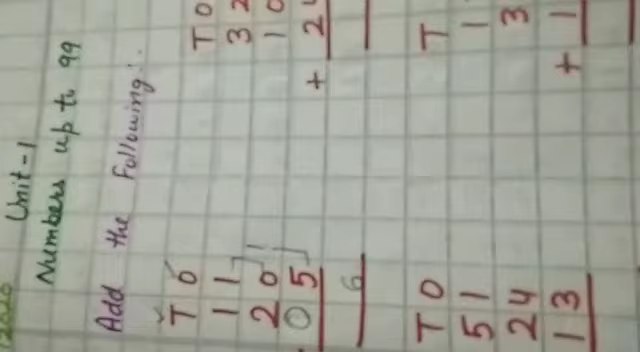 Unit-1
Numbers up to 99
Add the Following:
T O T O
1 1 3 2
2 0 1 0
0 5 + 2
6
T O T
5 1 1
2 4 3
1 3 + 1